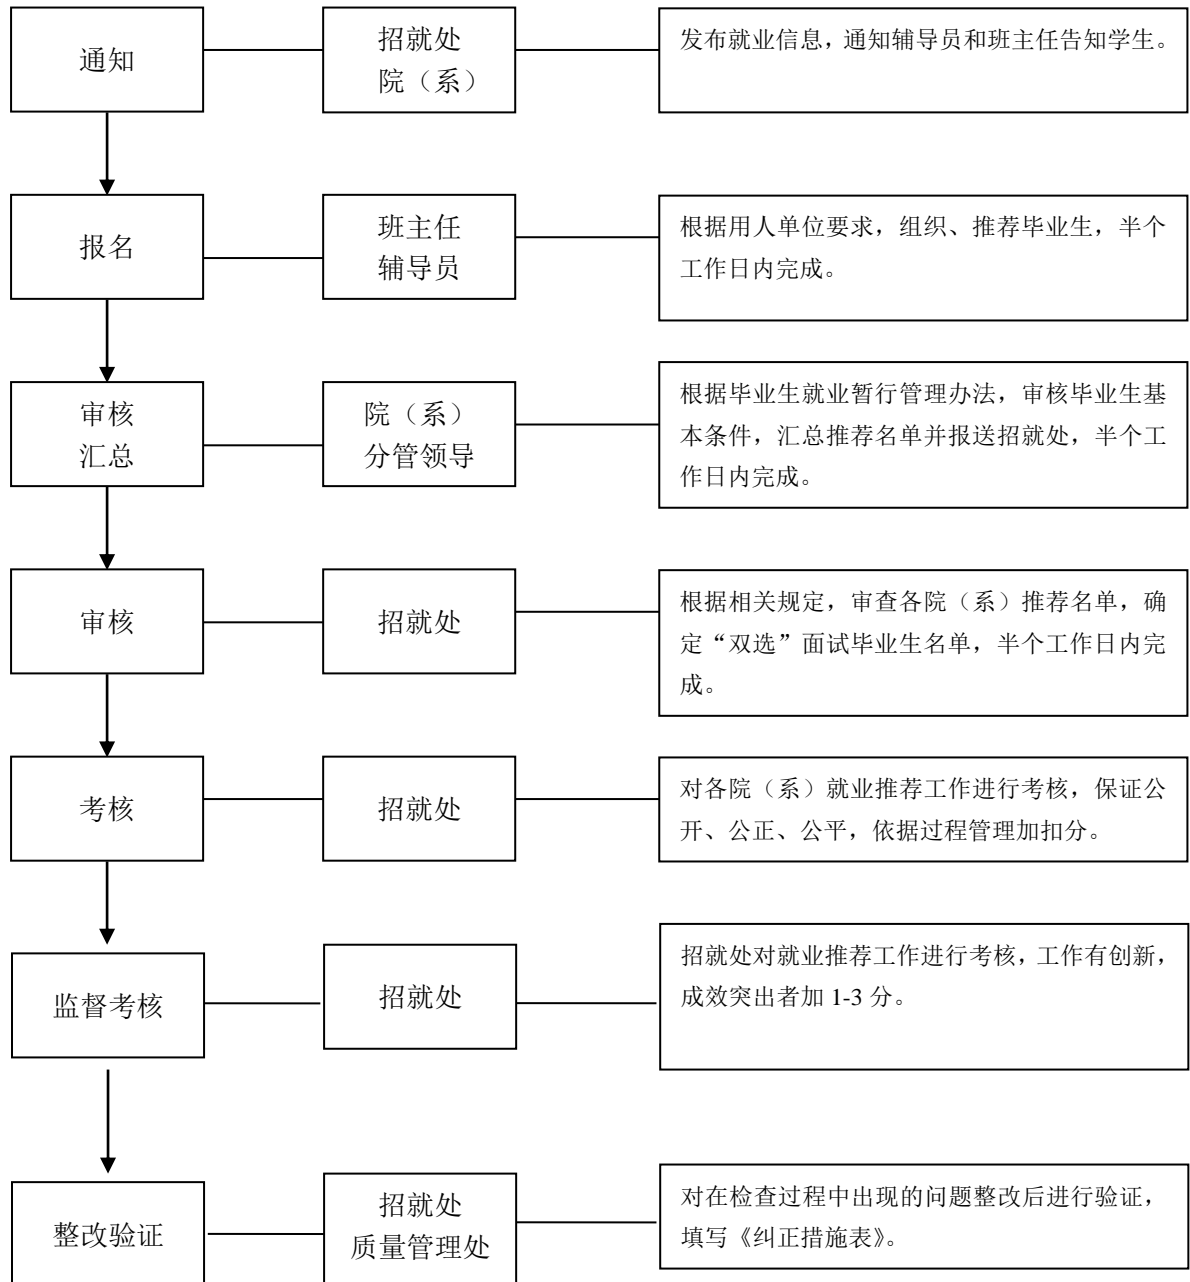 通知
招就处
院（系）
发布就业信息，通知辅导员和班主任告知学生。
报名
班主任
辅导员
根据用人单位要求，组织、推荐毕业生，半个
工作日内完成。
审核
汇总
院（系）
分管领导
根据毕业生就业暂行管理办法，审核毕业生基
本条件，汇总推荐名单并报送招就处，半个工
作日内完成。
审核
招就处
根据相关规定，审查各院（系）推荐名单，确
定“双选”面试毕业生名单，半个工作日内完
成。
考核
招就处
对各院（系）就业推荐工作进行考核，保证公
开、公正、公平，依据过程管理加扣分。
监督考核
招就处
招就处对就业推荐工作进行考核，工作有创新，
成效突出者加 1-3 分。
整改验证
招就处
质量管理处
对在检查过程中出现的问题整改后进行验证，
填写《纠正措施表》。